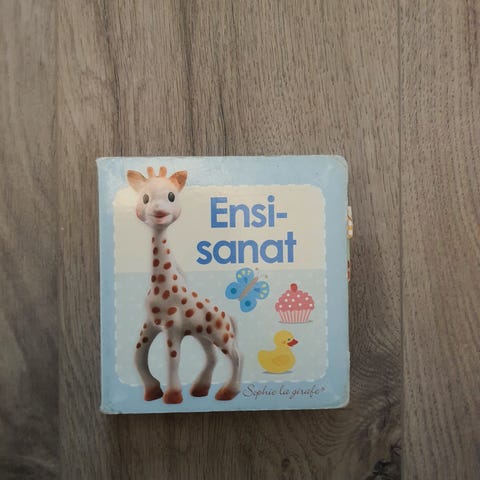 Ensi-
sanat
Sophie la girafe®